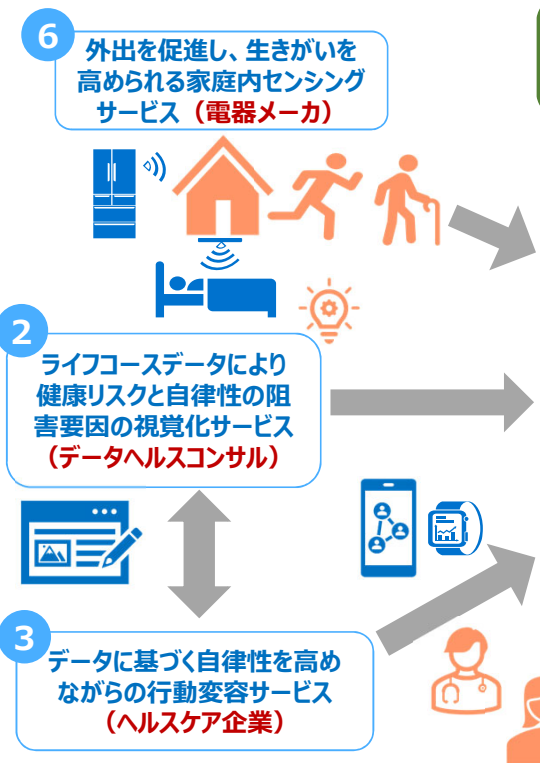 6
外出を促進し、生きがいを
高められる家庭内センシング
サービス（電器メーカ）
2
ライフコースデータにより
健康リスクと自律性の阻
害要因の視覚化サービス
（データヘルスコンサル）
3
データに基づく自律性を高め
ながらの行動変容サービス
（ヘルスケア企業）